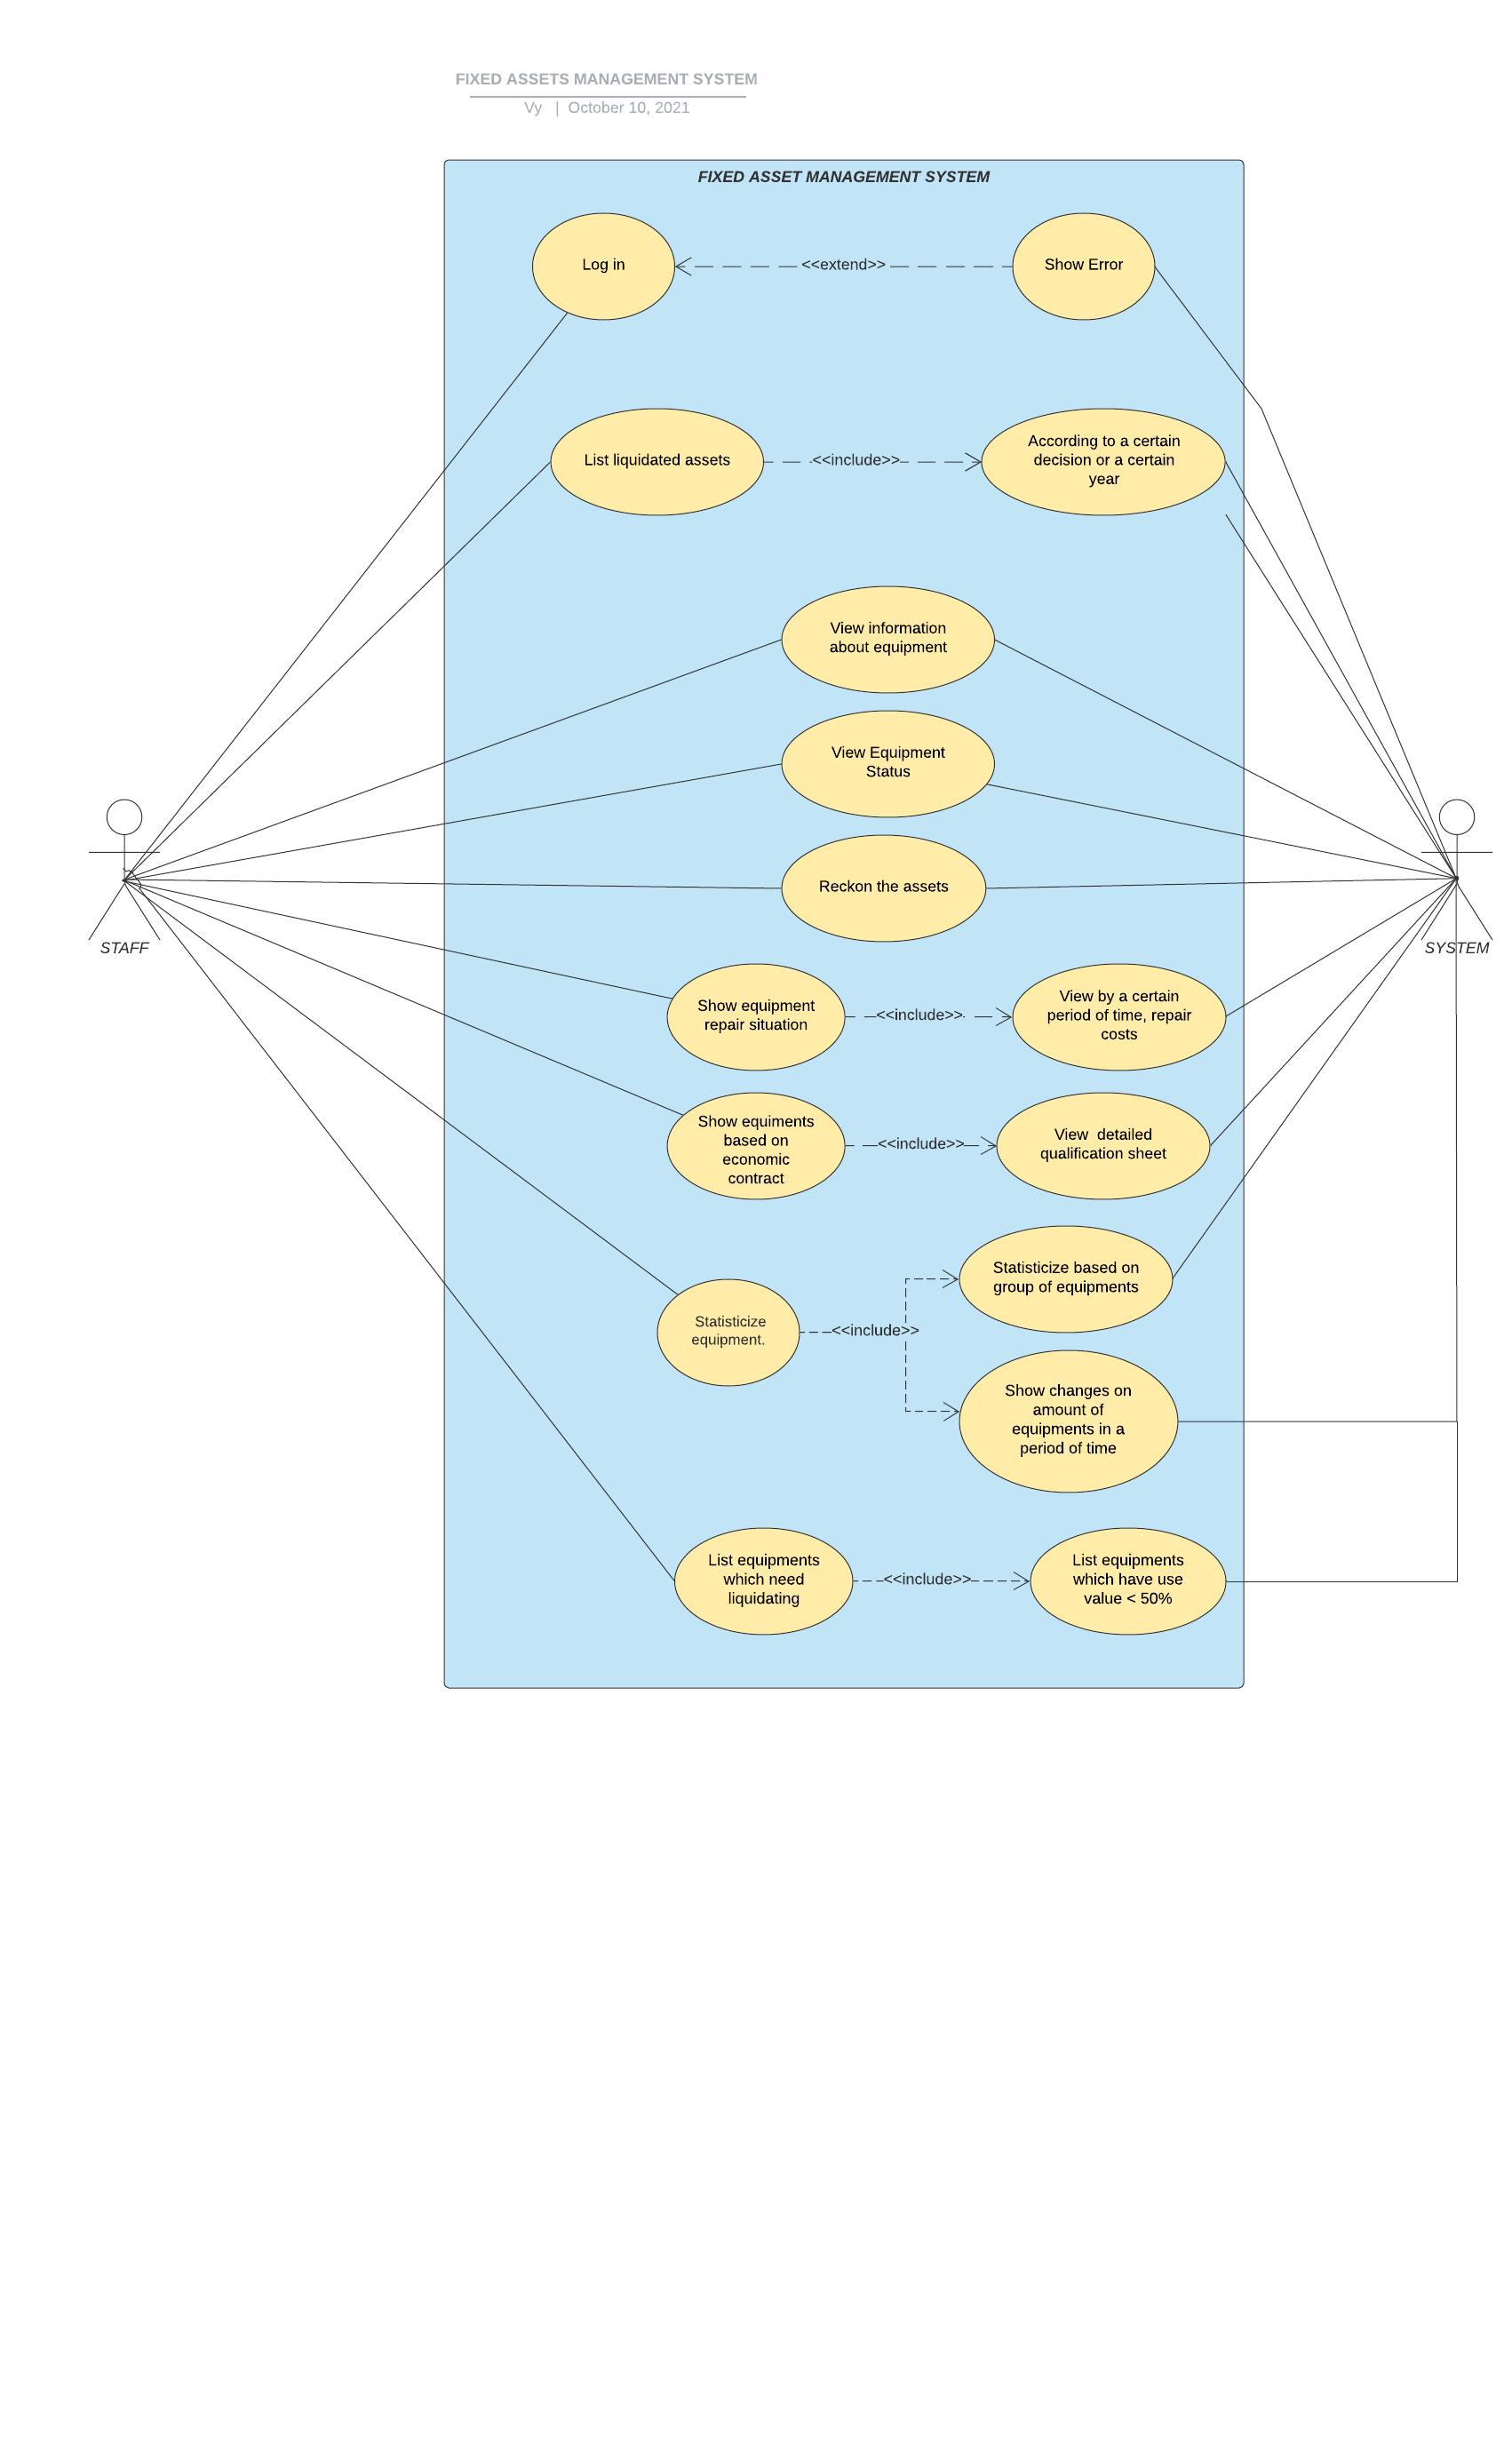 FIXED ASSETS MANAGEMENT SYSTEM
Vy | October 10, 2021
FIXED ASSET MANAGEMENT SYSTEM
Log in
<<extend>>
Show Error
List liquidated assets
<<include>>
According to a certain
decision or a certain
year
View information
about equipment
View Equipment
Status
Reckon the assets
STAFF
SYSTEM
Show equipment
repair situation
<<include>>
View by a certain
period of time, repair
costs
Show equiments
based on
economic
contract
<<include>>
View detailed
qualification sheet
Statisticize
equipment.
<<include>>
Statisticize based on
group of equipments
Show changes on
amount of
equipments in a
period of time
List equipments
which need
liquidating
<<include>>
List equipments
which have use
value < 50%